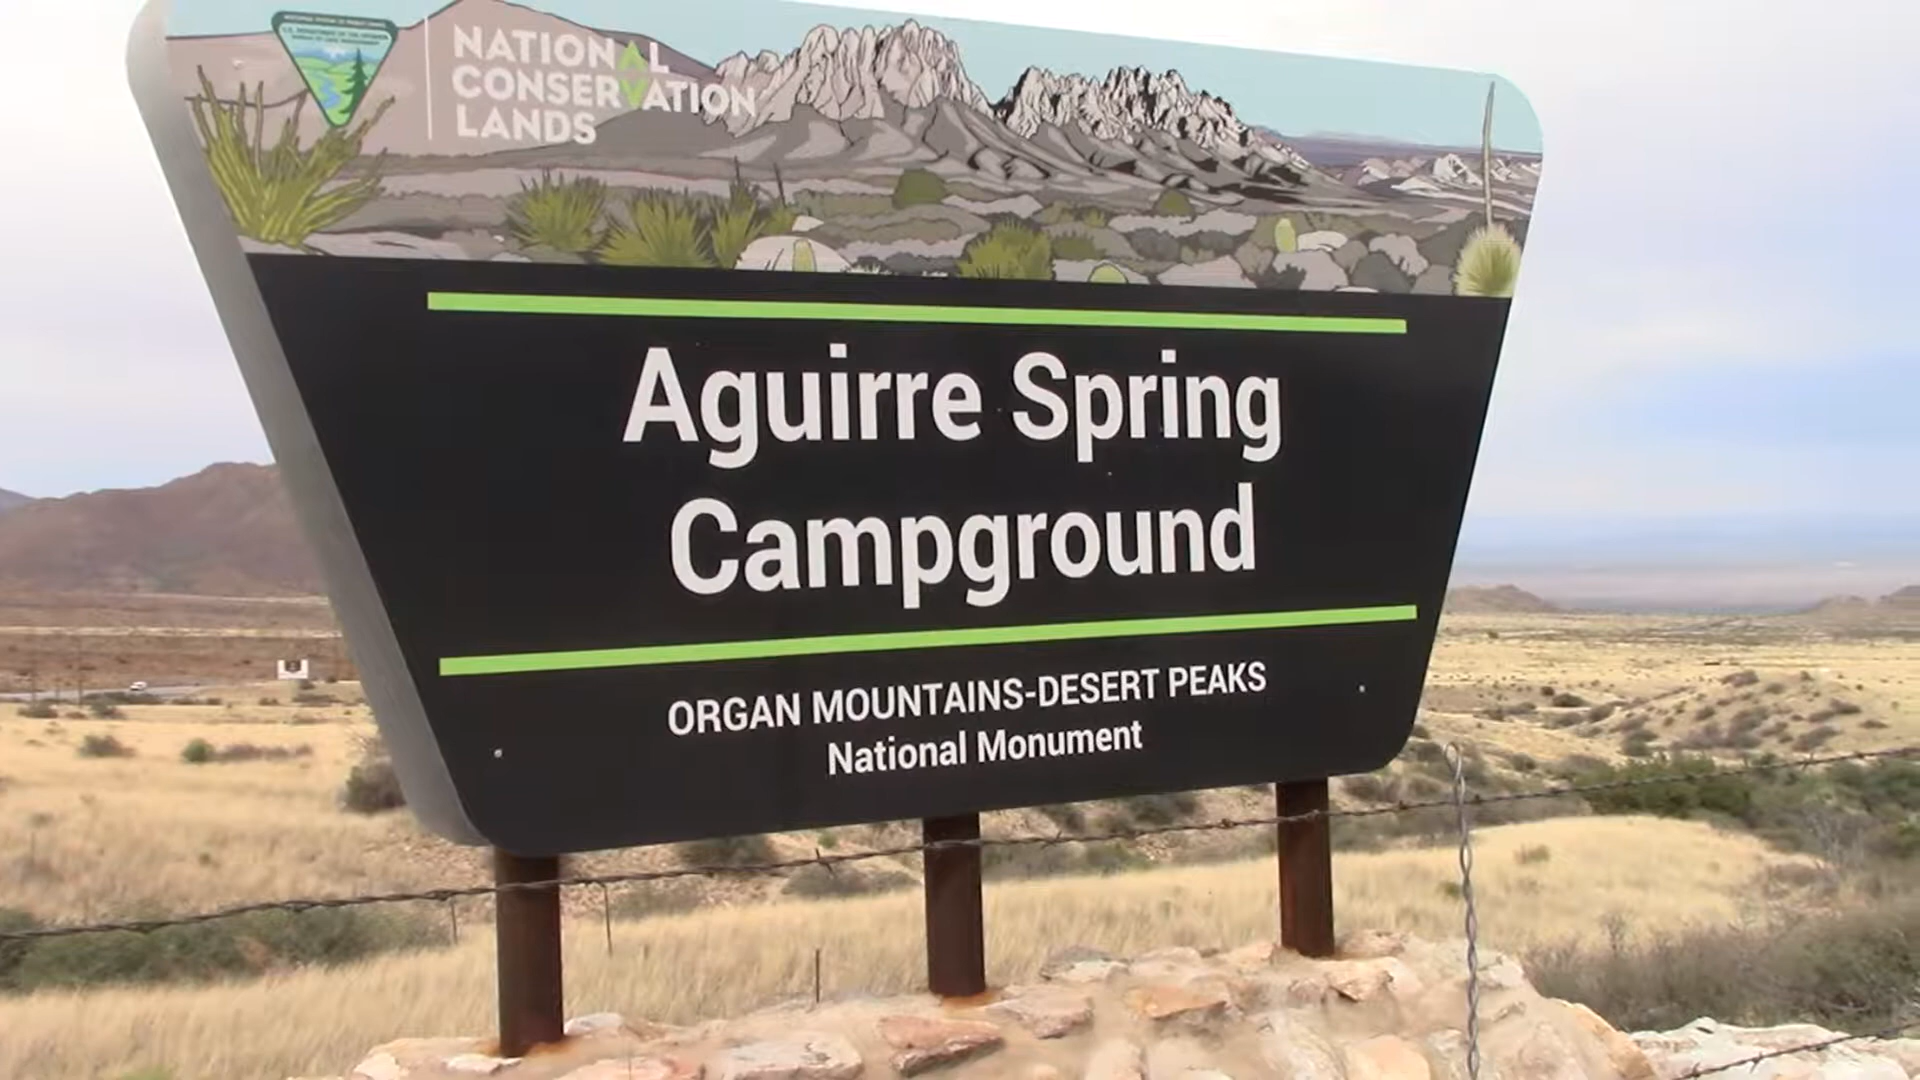 NATIONAL
CONSERVATION
LANDS
Aguirre Spring
Campground
ORGAN MOUNTAINS-DESERT PEAKS
National Monument